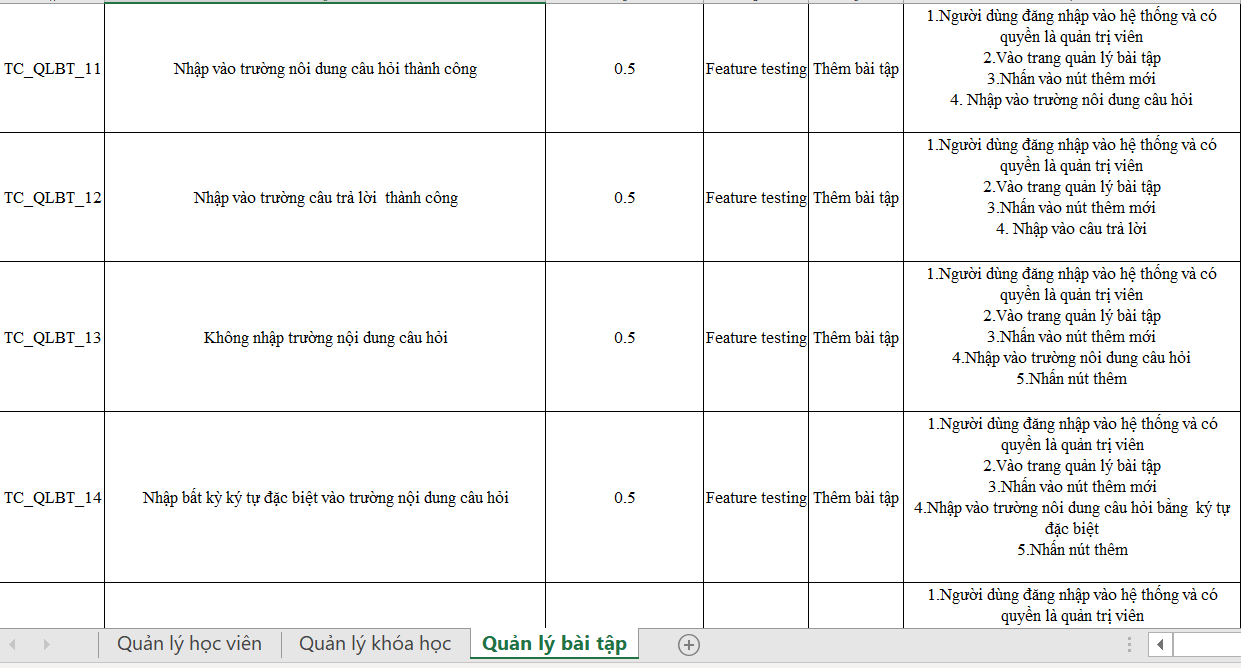 1.Người dùng đăng nhập vào hệ thống và có
quyền là quản trị viên
2.Vào trang quản lý bài tập
3.Nhấn vào nút thêm mới
4. Nhập vào trường nôi dung câu hỏi
TC_QLBT_11
Nhập vào trường nôi dung câu hỏi thành công
0.5
Feature testing
Thêm bài tập
1.Người dùng đăng nhập vào hệ thống và có
quyền là quản trị viên
2.Vào trang quản lý bài tập
3.Nhấn vào nút thêm mới
4. Nhập vào câu trả lời
TC_QLBT_12
Nhập vào trường câu trả lời thành công
0.5
Feature testing
Thêm bài tập
1.Người dùng đăng nhập vào hệ thống và có
quyền là quản trị viên
2.Vào trang quản lý bài tập
3.Nhấn vào nút thêm mới
4.Nhập vào trường nôi dung câu hỏi
5.Nhấn nút thêm
TC_QLBT_13
Không nhập trường nội dung câu hỏi
0.5
Feature testing
Thêm bài tập
1.Người dùng đăng nhập vào hệ thống và có
quyền là quản trị viên
2.Vào trang quản lý bài tập
3.Nhấn vào nút thêm mới
4.Nhập vào trường nôi dung câu hỏi bằng ký tự
đặc biệt
5.Nhấn nút thêm
TC_QLBT_14
Nhập bất kỳ ký tự đặc biệt vào trường nội dung câu hỏi
0.5
Feature testing
Thêm bài tập
1.Người dùng đăng nhập vào hệ thống và có
quyền là quản trị viên
Quản lý học viên
Quản lý khóa học
Quản lý bài tập